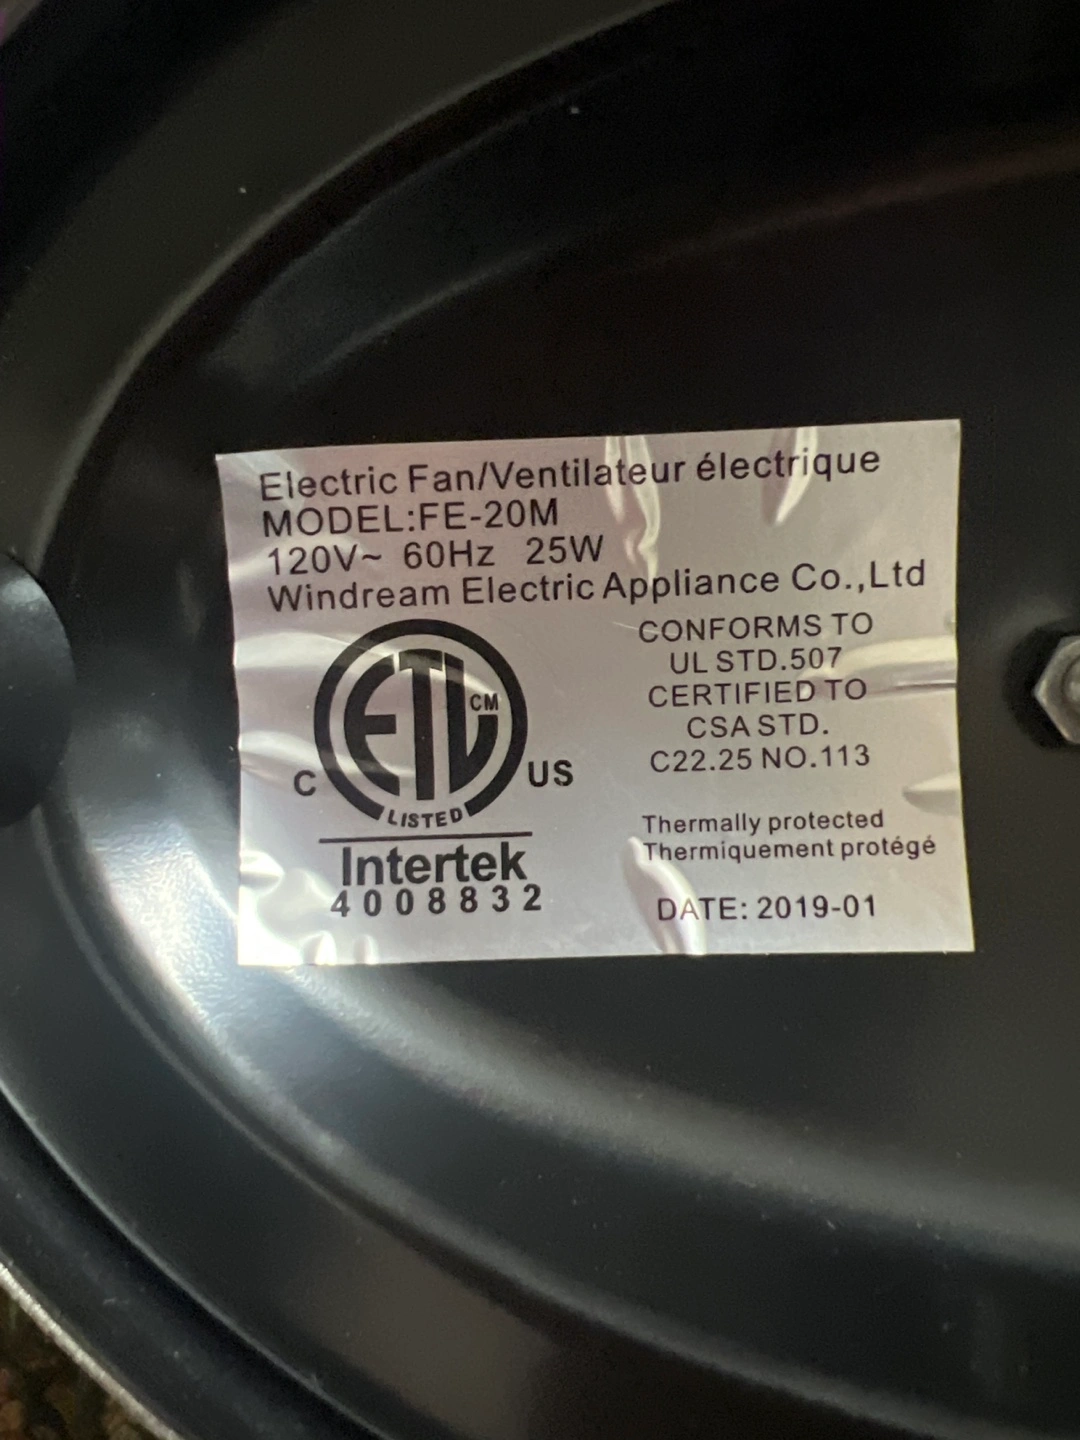 Electric Fan/Ventilateur électrique
MODEL:FE-20M
120V~ 60Hz 25W
Windream Electric Appliance Co.,Ltd
ETL CM
C US
LISTED
Intertek
4008832
CONFORMS TO
UL STD.507
CERTIFIED TO
CSA STD.
C22.25 NO.113
Thermally protected
Thermiquement protégé
DATE: 2019-01